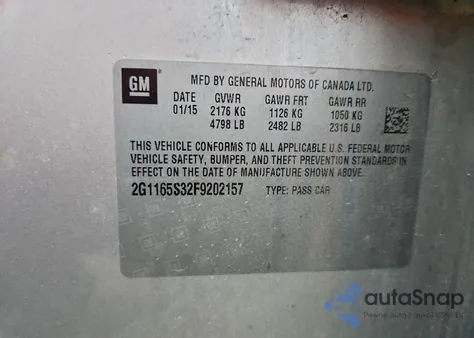 GM
MFD BY GENERAL MOTORS OF CANADA LTD.
DATE GVWR GAWR FRT GAWR RR
01/15 2176 KG 1126 KG 1050 KG
4798 LB 2482 LB 2316 LB
THIS VEHICLE CONFORMS TO ALL APPLICABLE U.S. FEDERAL MOTOR
VEHICLE SAFETY, BUMPER, AND THEFT PREVENTION STANDARDS IN
EFFECT ON THE DATE OF MANUFACTURE SHOWN ABOVE.
2G1165S32F9202157 TYPE: PASS CAR
autoSnap